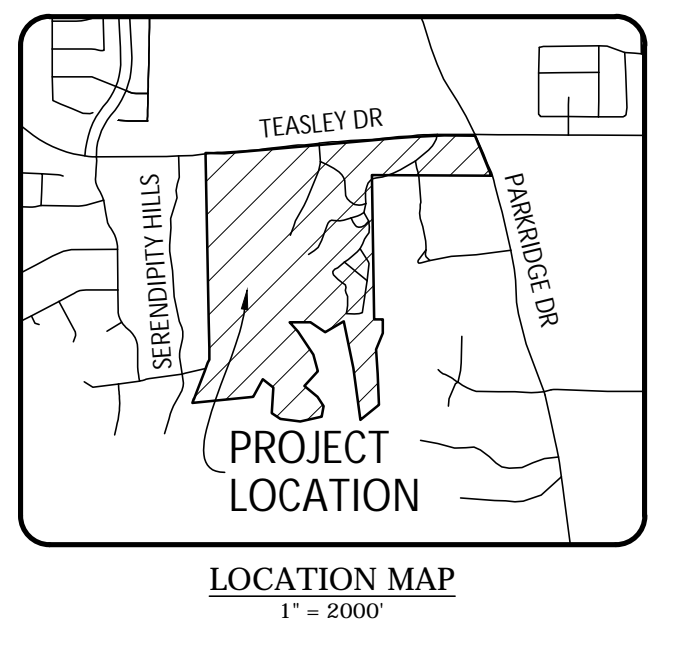 TEASLEY DR
SERENDIPITY HILLS
PARKRIDGE DR
PROJECT
LOCATION
LOCATION MAP
1" = 2000'